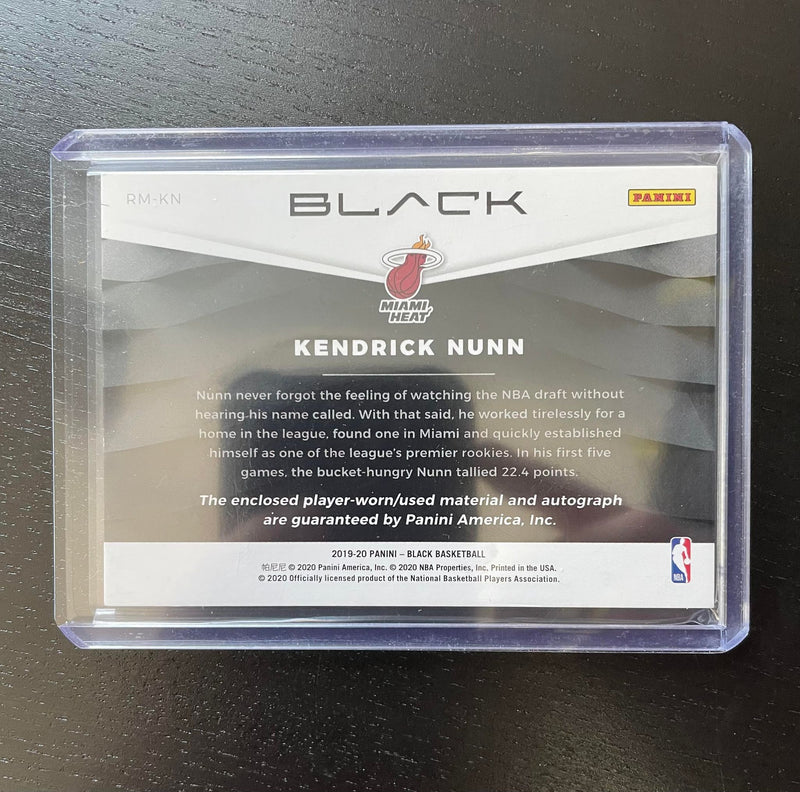 RM-KN
BLACK
PANINI
MIAMI
HEAT
KENDRICK NUNN
Nunn never forgot the feeling of watching the NBA draft without
hearing his name called. With that said, he worked tirelessly for a
home in the league, found one in Miami and quickly established
himself as one of the league's premier rookies. In his first five
games, the bucket-hungry Nunn tallied 22.4 points.
The enclosed player-worn/used material and autograph
are guaranteed by Panini America, Inc.
2019-20 PANINI – BLACK BASKETBALL
帕尼尼 © 2020 Panini America, Inc. © 2020 NBA Properties, Inc. Printed in the USA.
© 2020 Officially licensed product of the National Basketball Players Association.
NBA